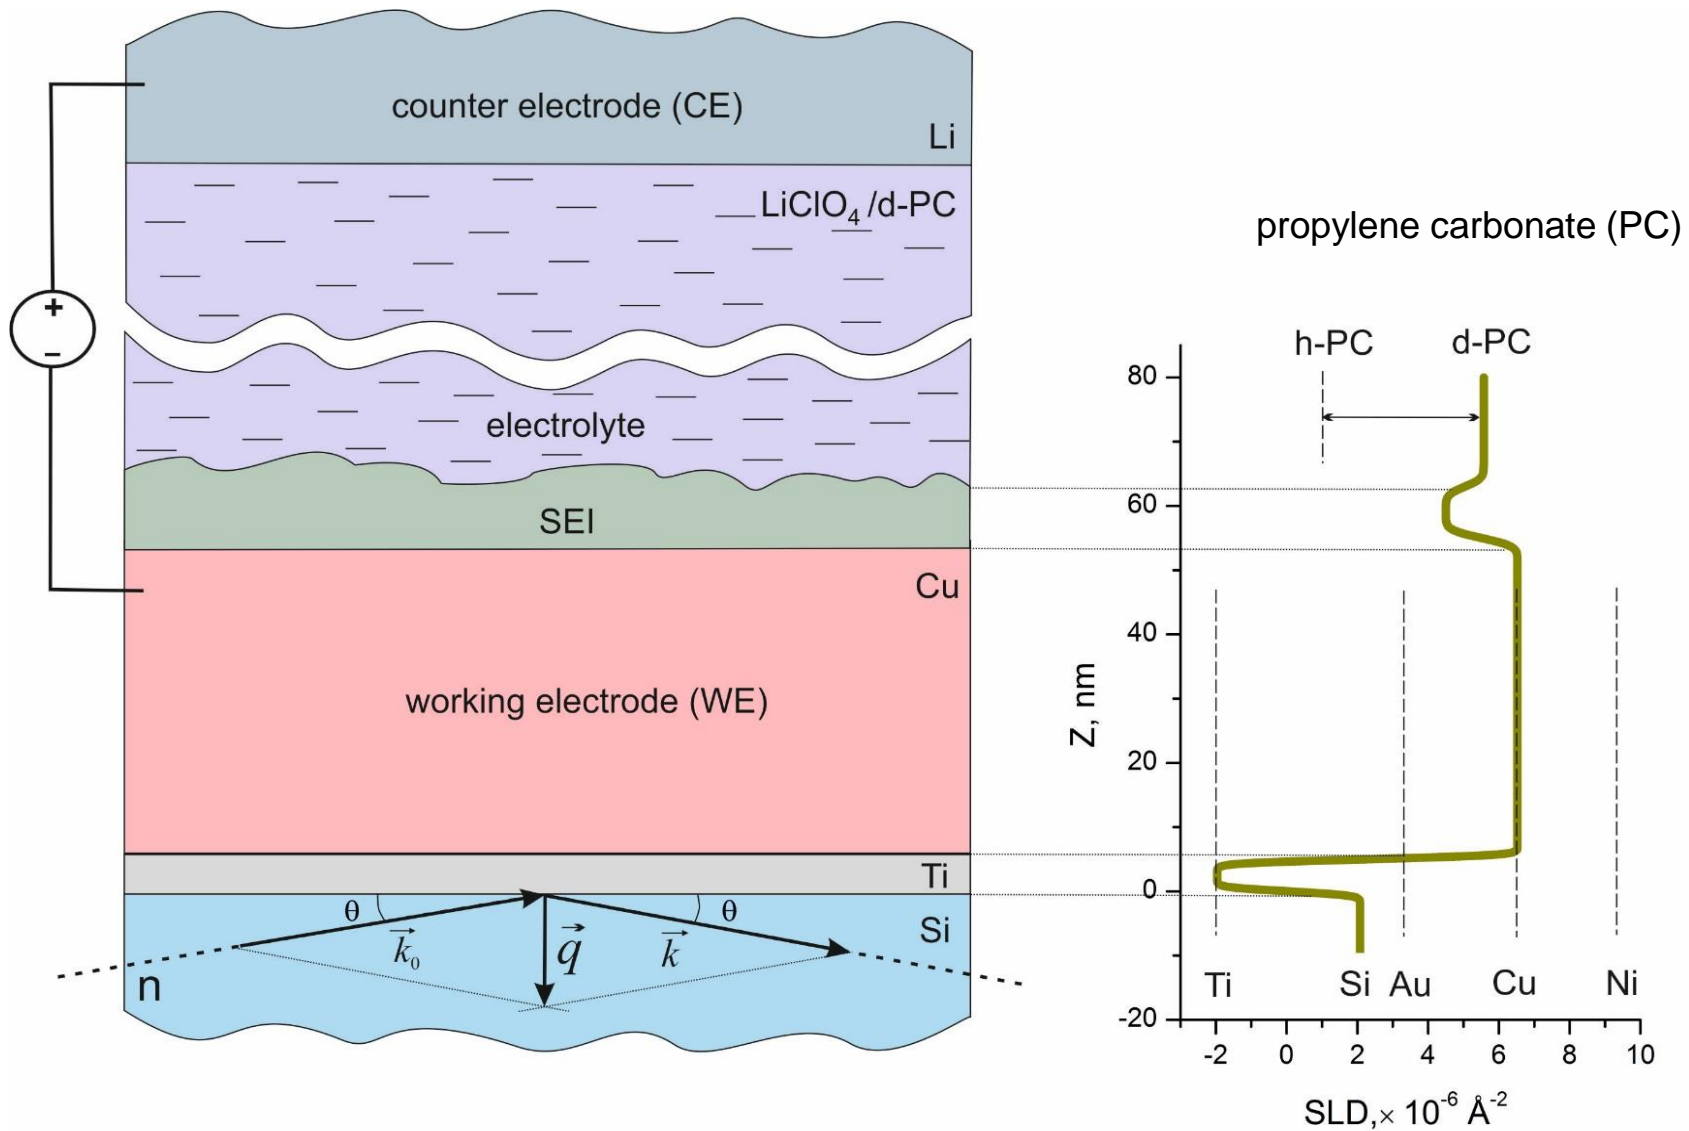 counter electrode (CE)
Li
LiClO₄ /d-PC
+
−
electrolyte
SEI
Cu
working electrode (WE)
Ti
θ
θ
Si
k₀
q
k
n
propylene carbonate (PC)
h-PC
d-PC
80
60
40
20
0
-20
Z, nm
Ti
Si
Au
Cu
Ni
-2
0
2
4
6
8
10
SLD,× 10⁻⁶ Å⁻²